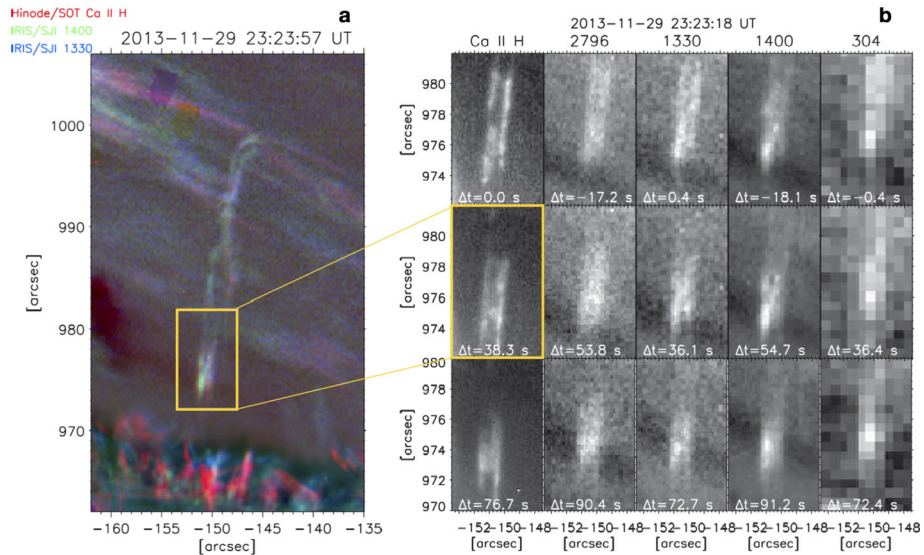 Hinode/SOT Ca II H
IRIS/SJI 1400
IRIS/SJI 1330
a
2013-11-29 23:23:57 UT
1000
990
980
970
[arcsec]
-160 -155 -150 -145 -140 -135
[arcsec]
b
2013-11-29 23:23:18 UT
Ca II H 2796 1330 1400 304
980
978
976
974
[arcsec]
Δt=0.0 s Δt=-17.2 s Δt=0.4 s Δt=-18.1 s Δt=-0.4 s
980
978
976
974
[arcsec]
Δt=38.3 s Δt=53.8 s Δt=36.1 s Δt=54.7 s Δt=36.4 s
980
978
976
974
972
970
[arcsec]
Δt=76.7 s Δt=90.4 s Δt=72.7 s Δt=91.2 s Δt=72.4 s
-152-150-148 -152-150-148 -152-150-148 -152-150-148 -152-150-148
[arcsec] [arcsec] [arcsec] [arcsec] [arcsec]